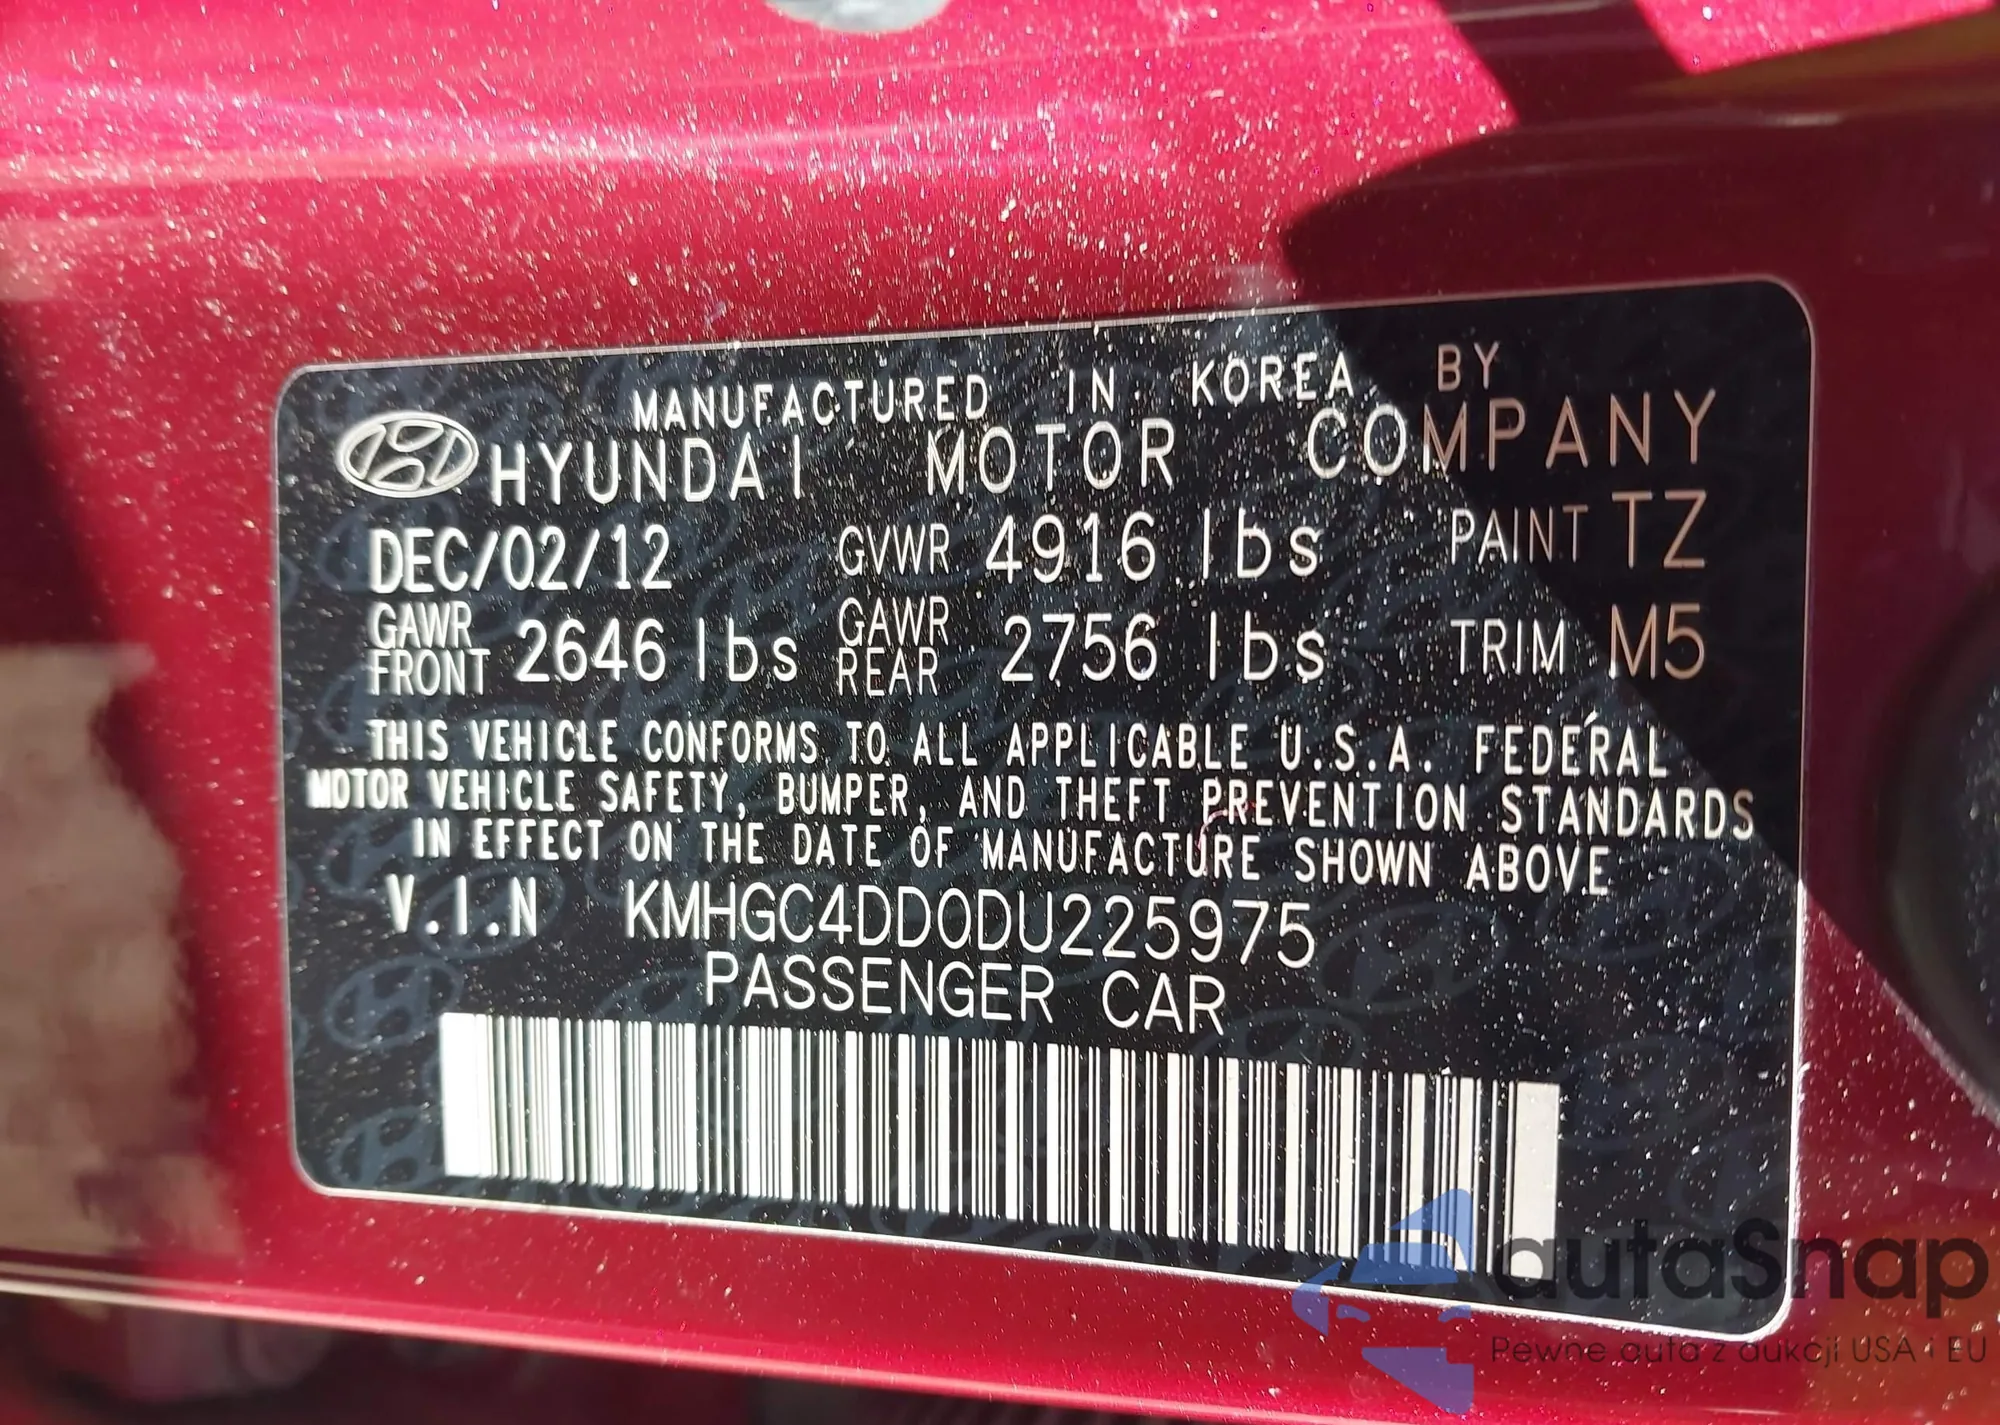 MANUFACTURED IN KOREA BY
HYUNDAI MOTOR COMPANY
DEC/02/12 GVWR 4916 lbs PAINT TZ
GAWR FRONT 2646 lbs GAWR REAR 2756 lbs TRIM M5
THIS VEHICLE CONFORMS TO ALL APPLICABLE U.S.A. FEDERAL
MOTOR VEHICLE SAFETY, BUMPER, AND THEFT PREVENTION STANDARDS
IN EFFECT ON THE DATE OF MANUFACTURE SHOWN ABOVE
V.I.N KMHGC4DD0DU225975
PASSENGER CAR
autaSnap
Pewne auta z aukcji USA i EU